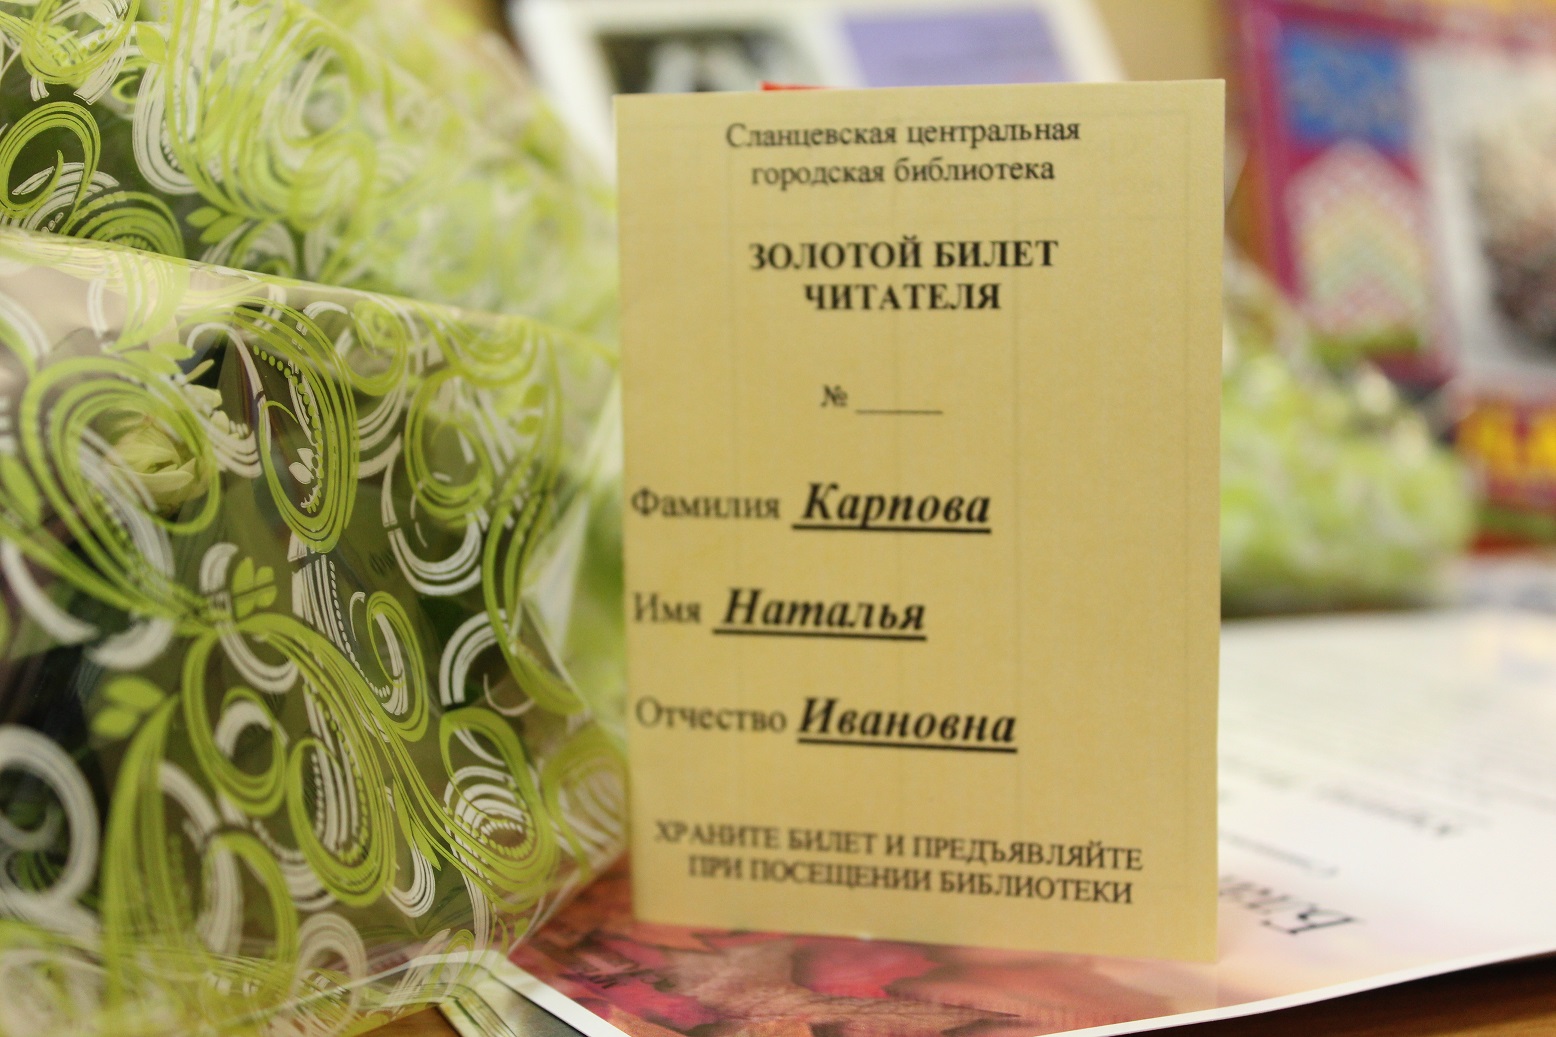 Сланцевская центральная
городская библиотека
ЗОЛОТОЙ БИЛЕТ
ЧИТАТЕЛЯ
№ ______
Фамилия Карпова
Имя Наталья
Отчество Ивановна
ХРАНИТЕ БИЛЕТ И ПРЕДЪЯВЛЯЙТЕ
ПРИ ПОСЕЩЕНИИ БИБЛИОТЕКИ